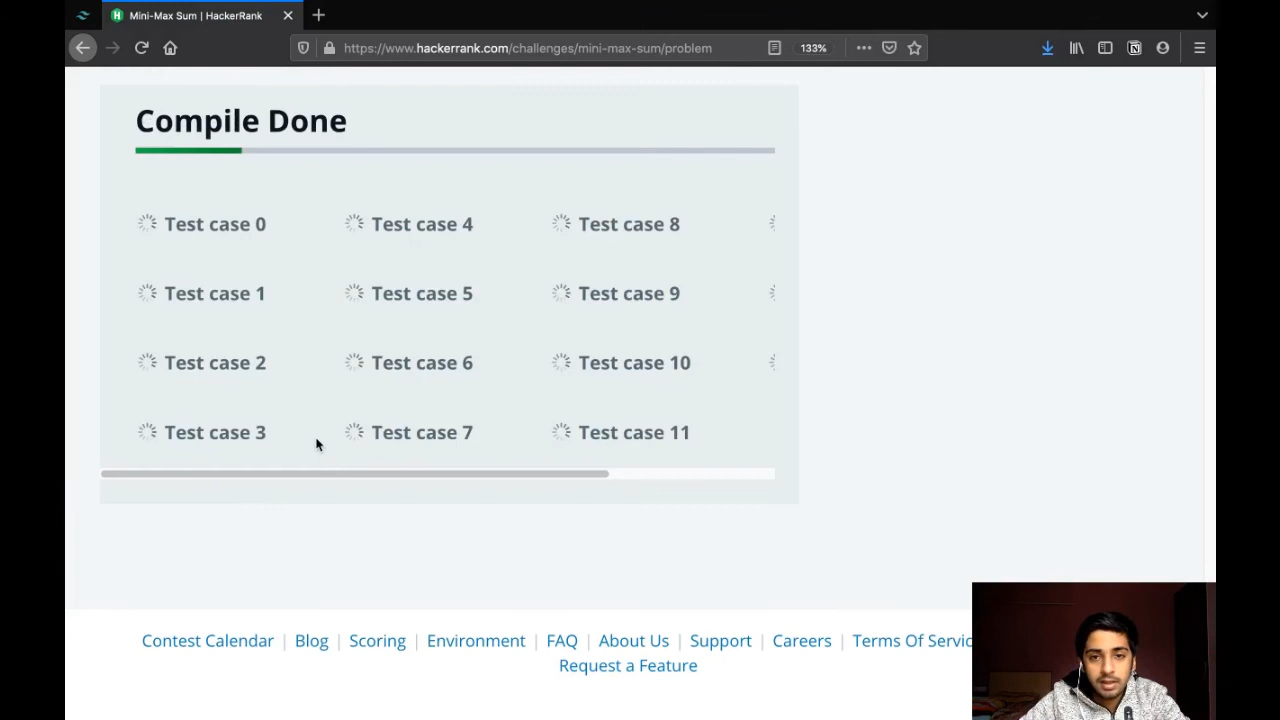 Mini-Max Sum | HackerRank
https://www.hackerrank.com/challenges/mini-max-sum/problem
133%
Compile Done
Test case 0
Test case 4
Test case 8
Test case 1
Test case 5
Test case 9
Test case 2
Test case 6
Test case 10
Test case 3
Test case 7
Test case 11
Contest Calendar | Blog | Scoring | Environment | FAQ | About Us | Support | Careers | Terms Of Servic
Request a Feature